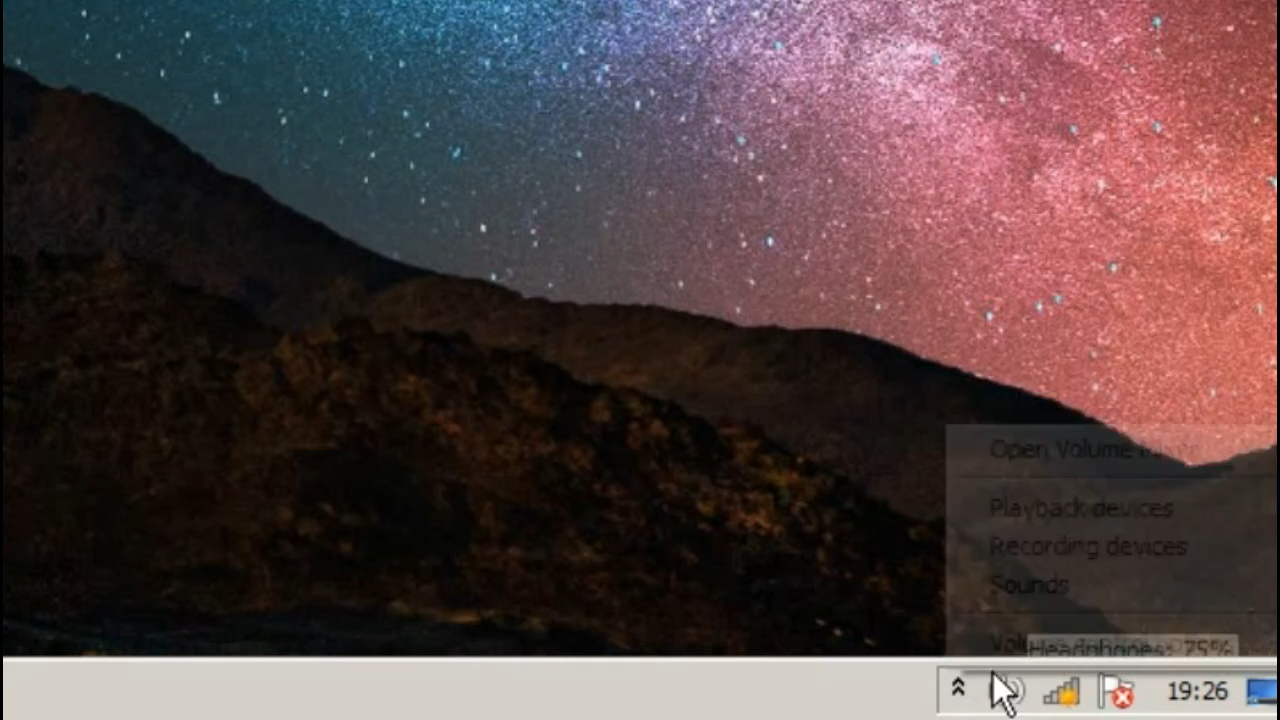 Open Volume
Playback devices
Recording devices
Sounds
Headphones: 75%
19:26